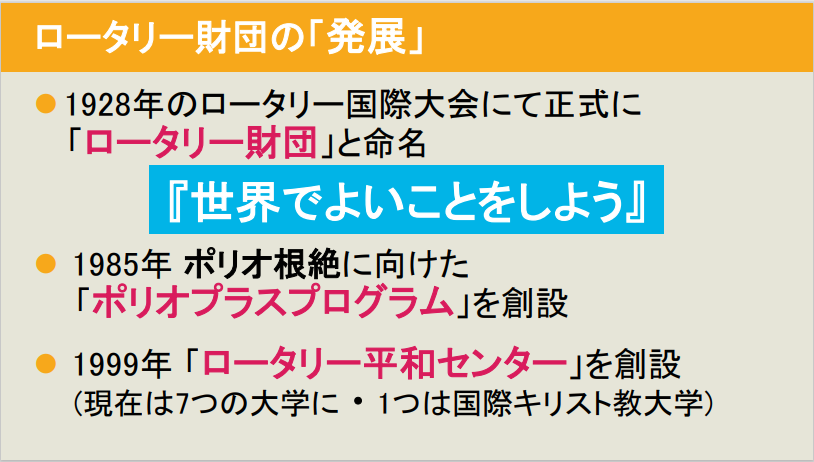 ロータリー財団の「発展」
● 1928年のロータリー国際大会にて正式に
「ロータリー財団」と命名
『世界でよいことをしよう』
● 1985年 ポリオ根絶に向けた
「ポリオプラスプログラム」を創設
● 1999年 「ロータリー平和センター」を創設
(現在は7つの大学に ・ 1つは国際キリスト教大学)